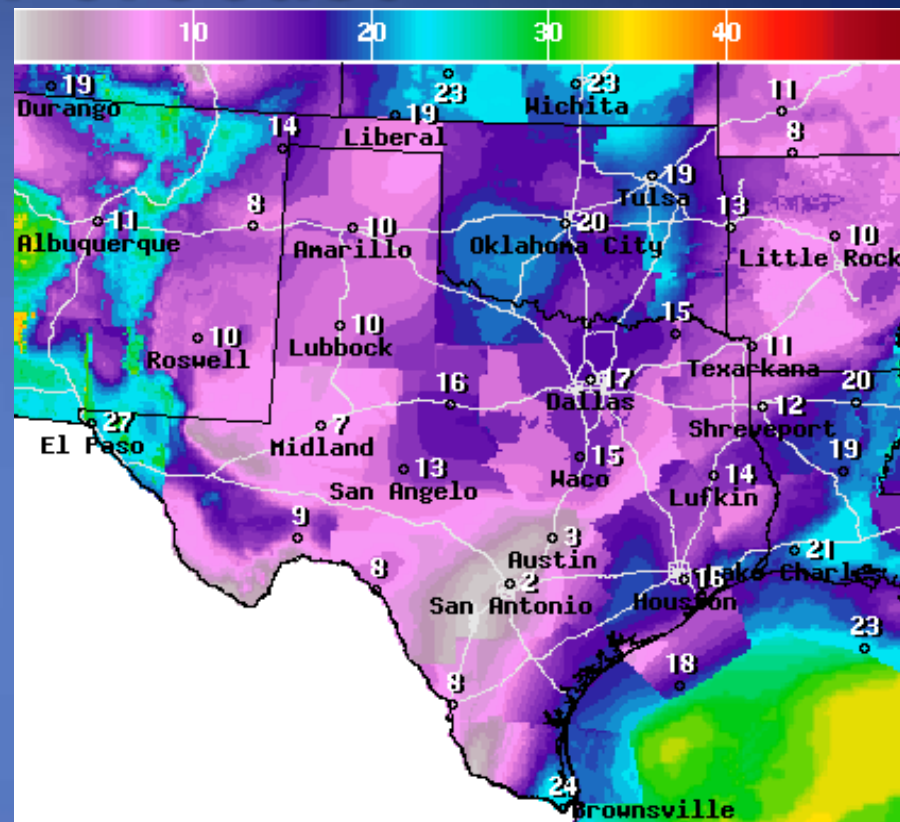 10 20 30 40
19 23 23 11
Durango Wichita
19
Liberal
14 8
19
Tulsa
11 8 10 20 13 10
Albuquerque Amarillo Oklahoma City Little Rock
10 10 15
Roswell Lubbock 11
Texarkana
17
Dallas
16 12 20
27 7 Shreveport
El Paso Midland
13 15 14 19
San Angelo Waco Lufkin
9 3 21
Austin
8 2 16 Lake Charles
San Antonio Houston
23
18
8
24
Brownsville